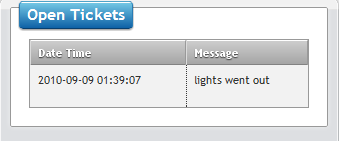 Open Tickets
Date Time Message
2010-09-09 01:39:07 lights went out